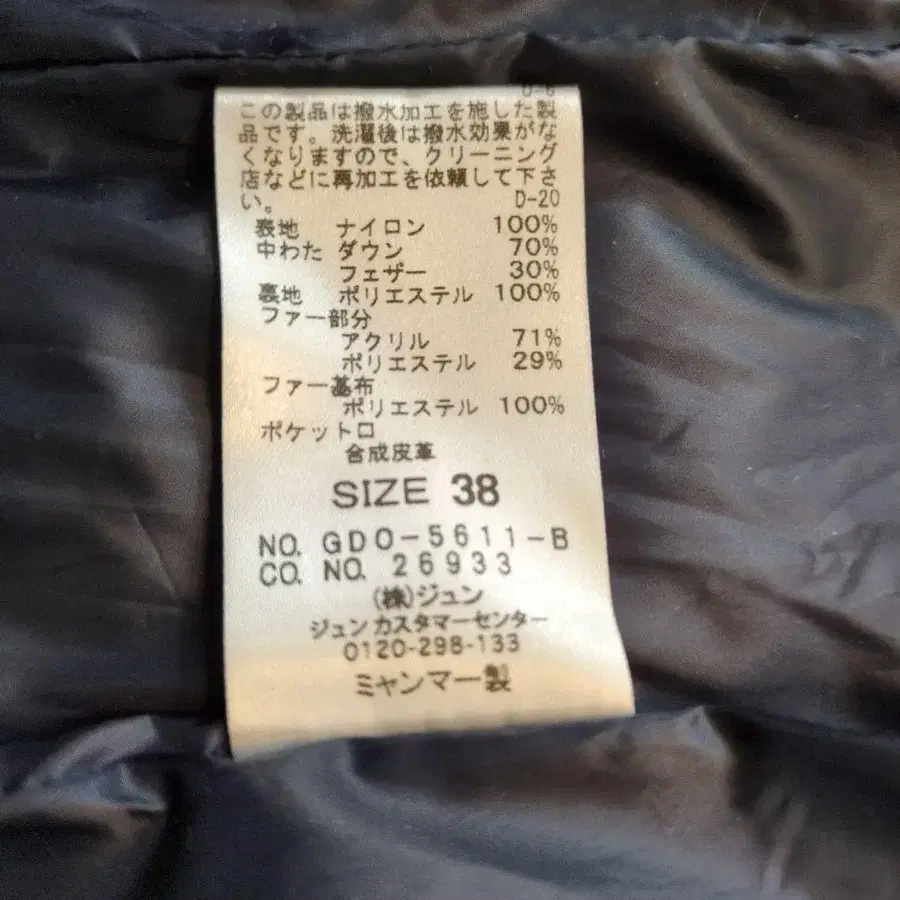 D-6
この製品は撥水加工を施した製
品です。洗濯後は撥水効果がな
くなりますので、クリーニング
店などに再加工を依頼して下さ
い。 D-20
表地 ナイロン 100%
中わた ダウン 70%
フェザー 30%
裏地 ポリエステル 100%
ファー部分
アクリル 71%
ポリエステル 29%
ファー基布
ポリエステル 100%
ポケット口
合成皮革
SIZE 38
NO. GDO-5611-B
CO. NO. 26933
(株)ジュン
ジュンカスタマーセンター
0120-298-133
ミャンマー製